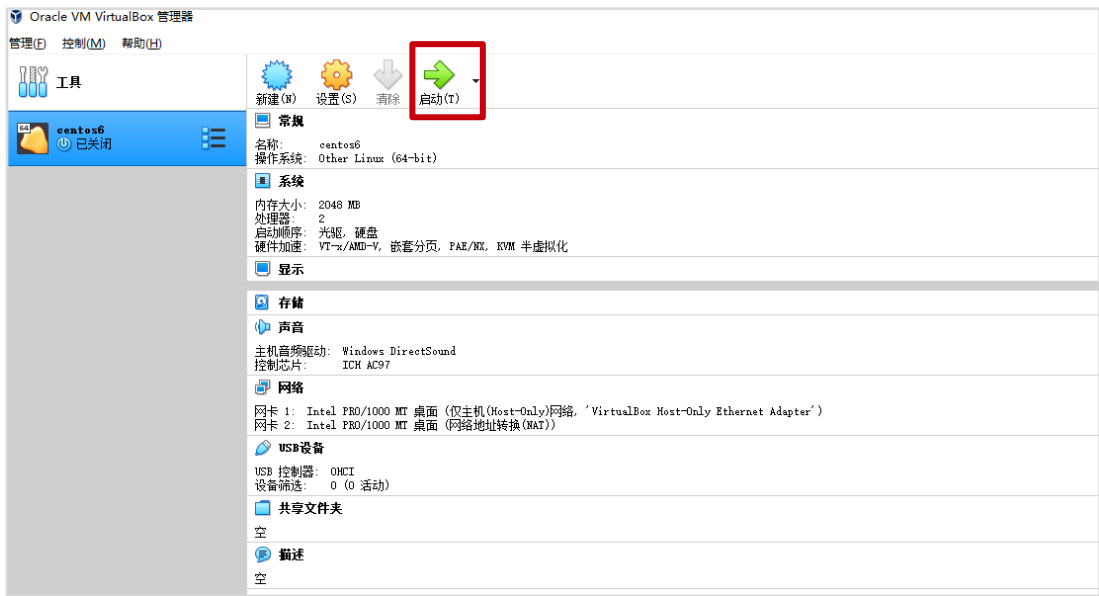 Oracle VM VirtualBox 管理器
管理(F) 控制(M) 帮助(H)
工具
新建(N) 设置(S) 清除 启动(T)
64
centos6
已关闭
常规
名称: centos6
操作系统: Other Linux (64-bit)
系统
内存大小: 2048 MB
处理器: 2
启动顺序: 光驱, 硬盘
硬件加速: VT-x/AMD-V, 嵌套分页, PAE/NX, KVM 半虚拟化
显示
存储
声音
主机音频驱动: Windows DirectSound
控制芯片: ICH AC97
网络
网卡 1: Intel PRO/1000 MT 桌面 (仅主机(Host-Only)网络, 'VirtualBox Host-Only Ethernet Adapter')
网卡 2: Intel PRO/1000 MT 桌面 (网络地址转换(NAT))
USB设备
USB 控制器: OHCI
设备筛选: 0 (0 活动)
共享文件夹
空
描述
空